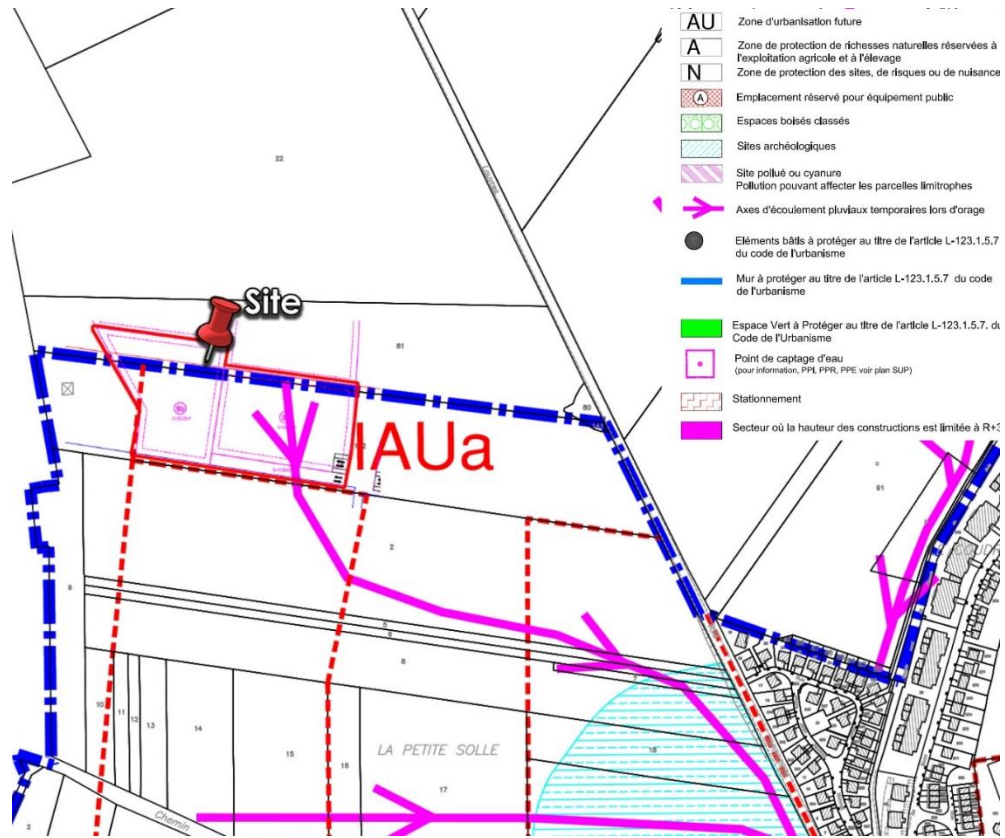 AU Zone d'urbanisation future
A Zone de protection de richesses naturelles réservées à
l'exploitation agricole et à l'élevage
N Zone de protection des sites, de risques ou de nuisance
A Emplacement réservé pour équipement public
Espaces boisés classés
Sites archéologiques
Site pollué ou cyanure
Pollution pouvant affecter les parcelles limitrophes
Axes d'écoulement pluviaux temporaires lors d'orage
Eléments bâtis à protéger au titre de l'article L-123.1.5.7
du code de l'urbanisme
Mur à protéger au titre de l'article L-123.1.5.7 du code
de l'urbanisme
Espace Vert à Protéger au titre de l'article L-123.1.5.7. du
Code de l'Urbanisme
Point de captage d'eau
(pour information, PPI, PPR, PPE voir plan SUP)
Stationnement
Secteur où la hauteur des constructions est limitée à R+3
22
Louvres
Site
81
80
IAUa
91
2
9
5
6
8
7
10
11
12
13
14
15
16
17
18
LA PETITE SOLLE
Chemin
3